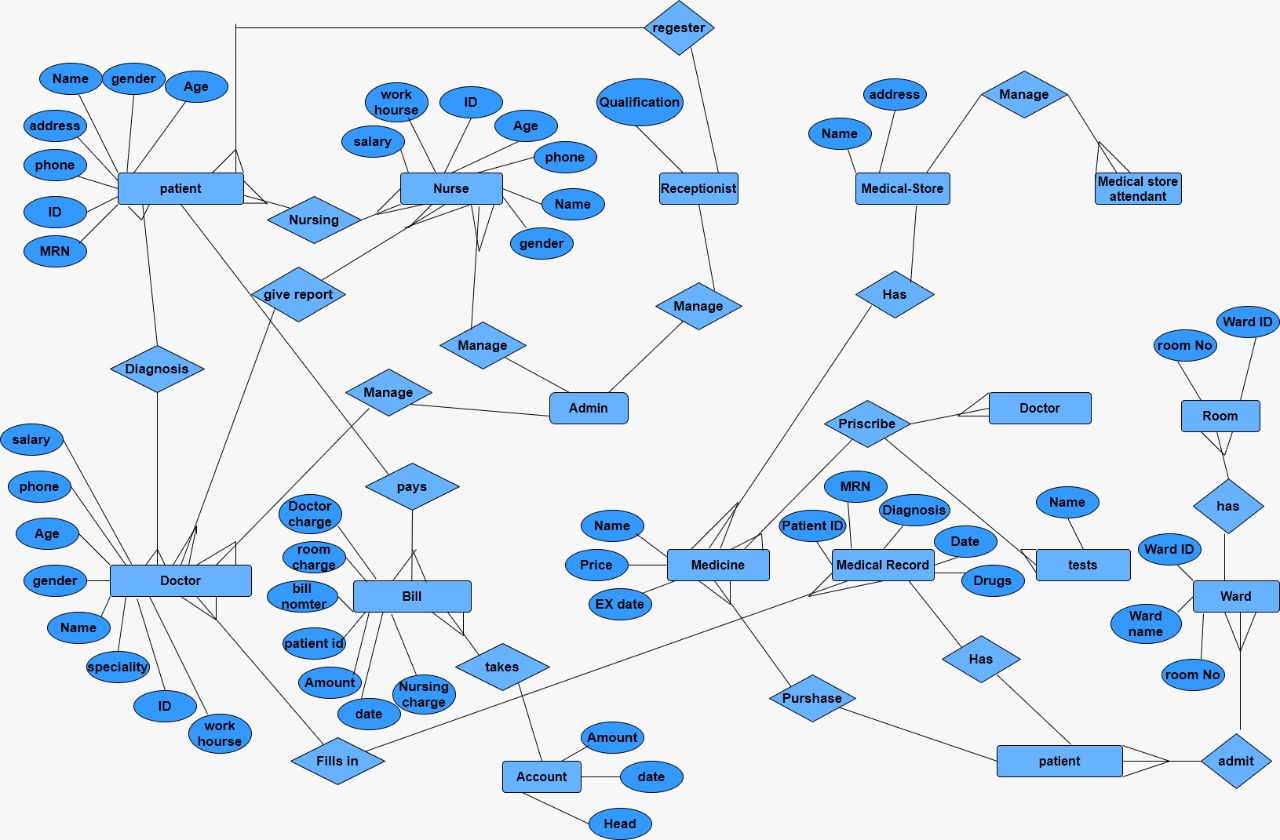 regester
Name
gender
Age
address
phone
ID
MRN
patient
work
hourse
ID
salary
Age
phone
Nurse
Name
gender
Nursing
Qualification
Receptionist
address
Name
Medical-Store
Manage
Medical store
attendant
give report
Manage
Manage
Has
Diagnosis
Manage
Admin
Priscribe
Doctor
Ward ID
room No
Room
salary
phone
Age
gender
Name
speciality
ID
work
hourse
Doctor
pays
Doctor
charge
room
charge
bill
nomter
patient id
Amount
date
Nursing
charge
Bill
takes
Name
Price
EX date
Medicine
MRN
Patient ID
Diagnosis
Date
Drugs
Medical Record
Name
tests
has
Ward ID
Ward
Ward
name
room No
Has
Purshase
Fills in
Account
Amount
date
Head
patient
admit